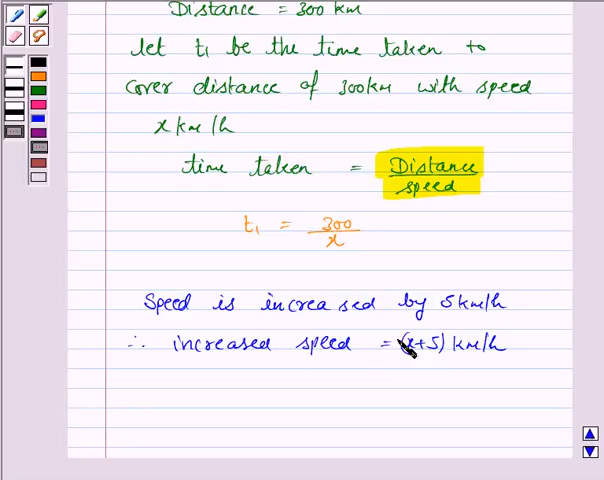 Distance = 300 km
let t₁ be the time taken to
cover distance of 300km with speed
x km/h
time taken = Distance / speed
t₁ = 300 / x
Speed is increased by 5km/h
∴ increased speed = (x+5) km/h